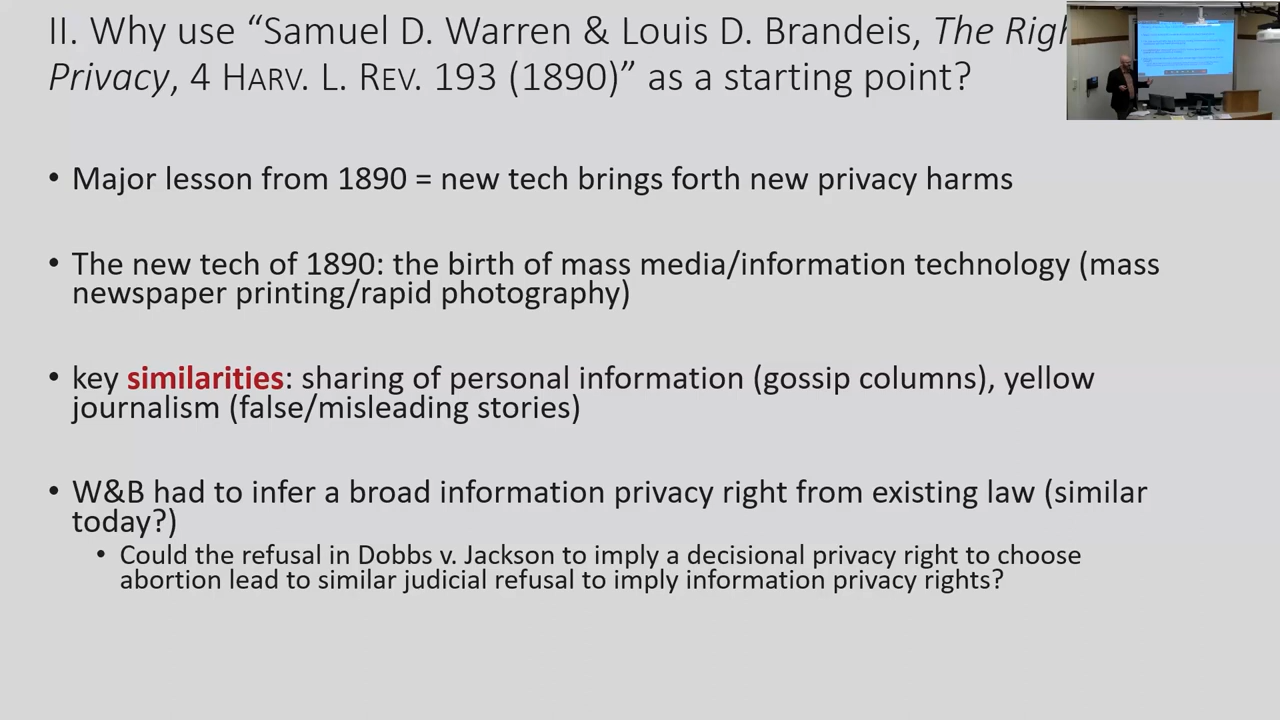 II. Why use “Samuel D. Warren & Louis D. Brandeis, The
Privacy, 4 HARV. L. REV. 193 (1890)” as a starting point?
• Major lesson from 1890 = new tech brings forth new privacy harms
• The new tech of 1890: the birth of mass media/information technology (mass
newspaper printing/rapid photography)
• key similarities: sharing of personal information (gossip columns), yellow
journalism (false/misleading stories)
• W&B had to infer a broad information privacy right from existing law (similar
today?)
• Could the refusal in Dobbs v. Jackson to imply a decisional privacy right to choose
abortion lead to similar judicial refusal to imply information privacy rights?